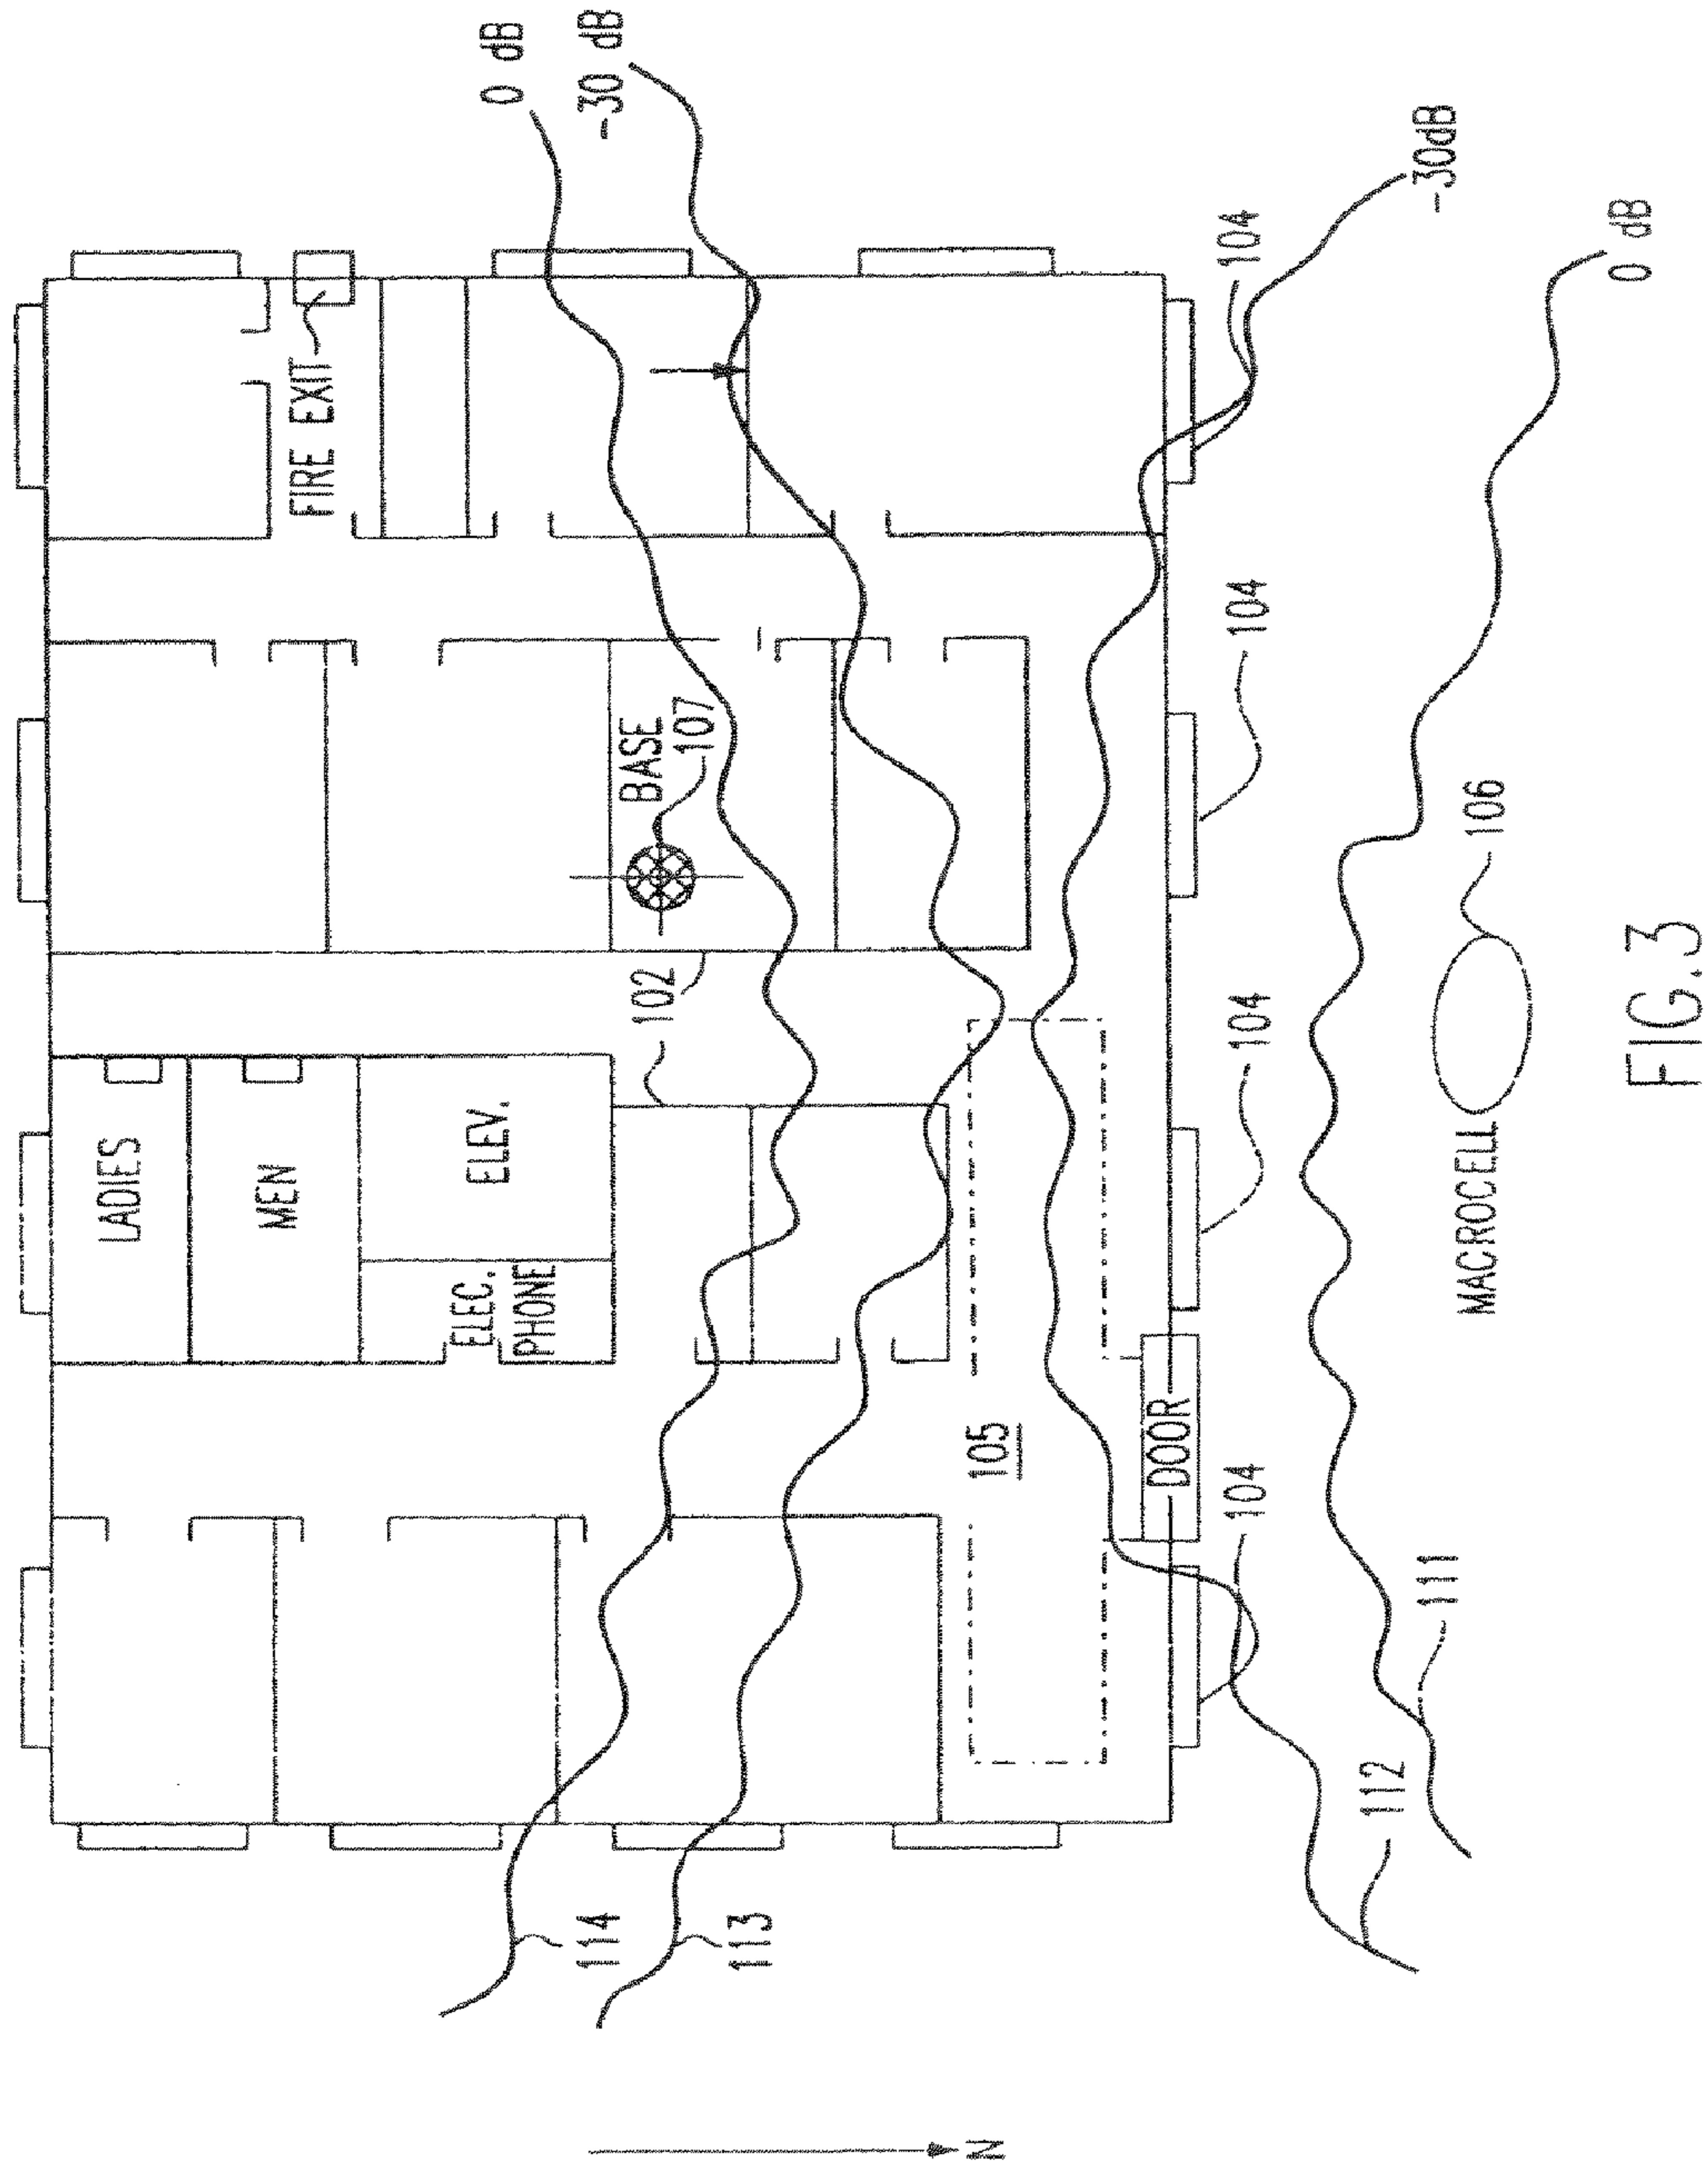 0 dB
-30 dB
-30dB
0 dB
104
104
104
104
FIRE EXIT
BASE
107
102
LADIES
MEN
ELEV.
ELEC.
PHONE
105
DOOR
MACROCELL
106
111
112
113
114
N
FIG.3